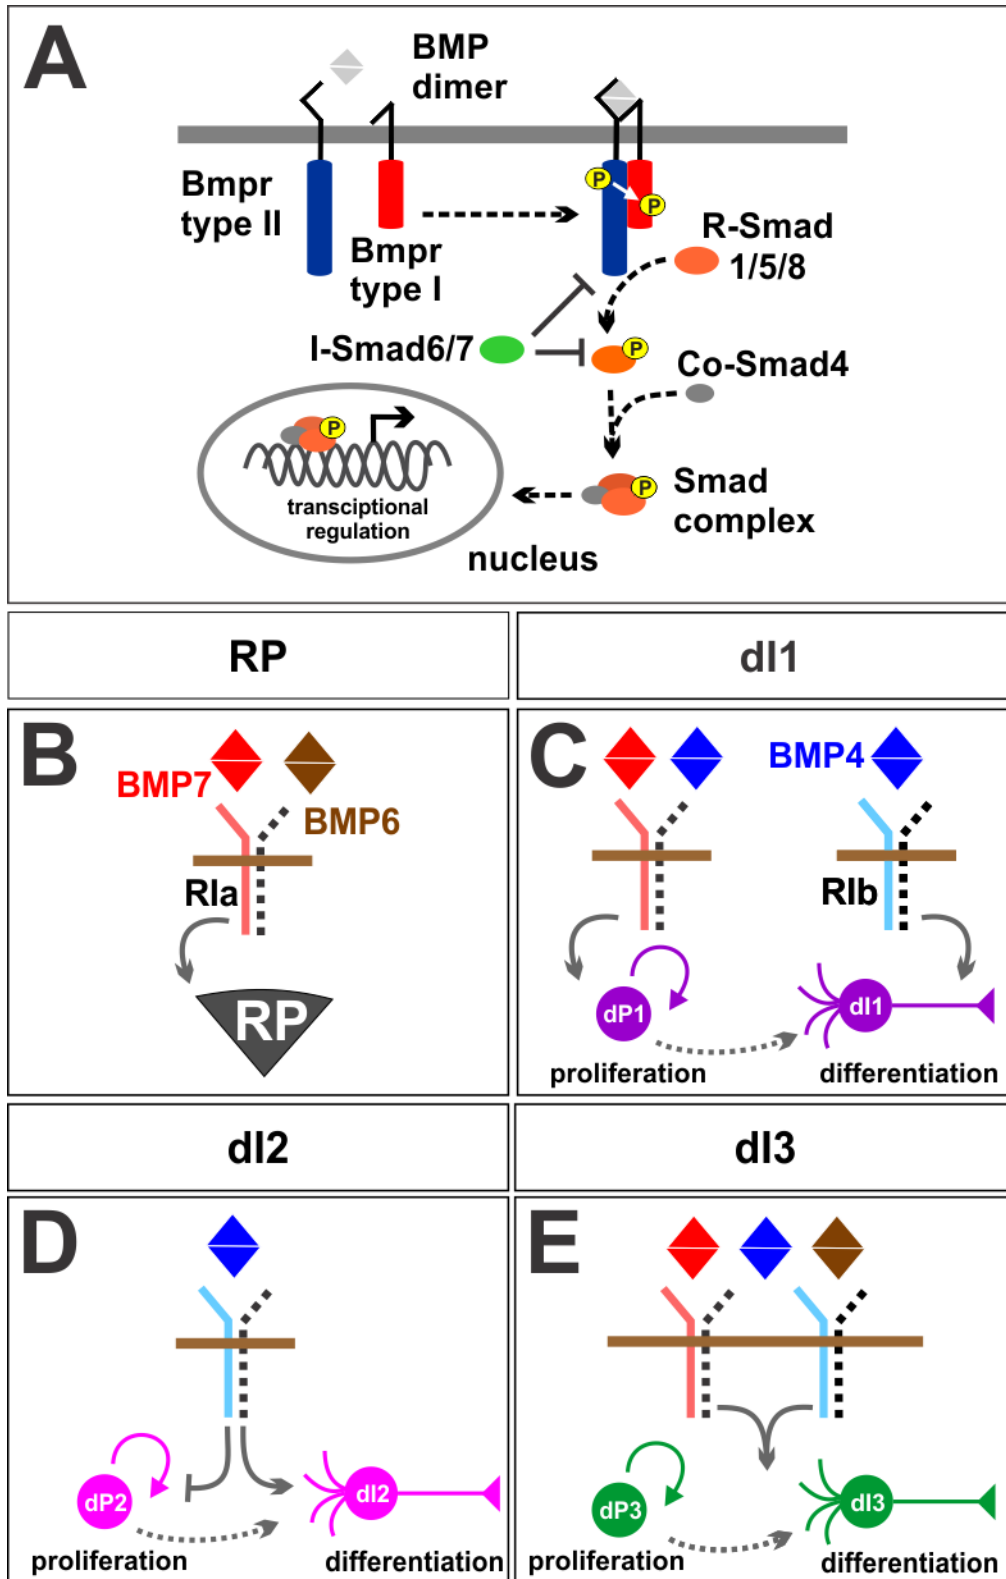 A
BMP
dimer
Bmpr
type II
Bmpr
type I
P
P
R-Smad
1/5/8
I-Smad6/7
P
Co-Smad4
P
transciptional
regulation
P
Smad
complex
nucleus
RP
dI1
B
BMP7
BMP6
RIa
RP
C
BMP4
RIb
dP1
dI1
proliferation
differentiation
dI2
dI3
D
dP2
dI2
proliferation
differentiation
E
dP3
dI3
proliferation
differentiation